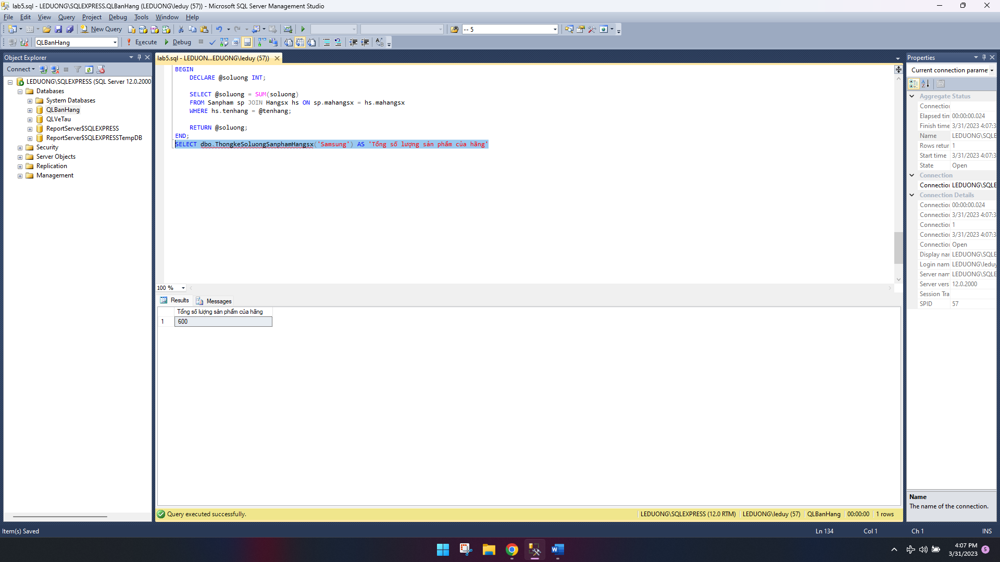 lab5.sql - LEDUONG\SQLEXPRESS.QLBanHang (LEDUONG\leduy (57)) - Microsoft SQL Server Management Studio
File Edit View Query Project Debug Tools Window Help
New Query -- 5
QLBanHang Execute Debug
Object Explorer
Connect
LEDUONG\SQLEXPRESS (SQL Server 12.0.2000
Databases
System Databases
QLBanHang
QLVeTau
ReportServer$SQLEXPRESS
ReportServer$SQLEXPRESSTempDB
Security
Server Objects
Replication
Management
lab5.sql - LEDUON...EDUONG\leduy (57))
BEGIN
DECLARE @soluong INT;
SELECT @soluong = SUM(soluong)
FROM Sanpham sp JOIN Hangsx hs ON sp.mahangsx = hs.mahangsx
WHERE hs.tenhang = @tenhang;
RETURN @soluong;
END;
SELECT dbo.ThongkeSoluongSanphamHangsx('Samsung') AS 'Tổng số lượng sản phẩm của hãng'
100 %
Results Messages
Tổng số lượng sản phẩm của hãng
1 600
Query executed successfully. LEDUONG\SQLEXPRESS (12.0 RTM) LEDUONG\leduy (57) QLBanHang 00:00:00 1 rows
Properties
Current connection parame
Aggregate Status
Connectio
Elapsed tin 00:00:00.024
Finish time 3/31/2023 4:07:3
Name LEDUONG\SQLE
Rows retur 1
Start time 3/31/2023 4:07:3
State Open
Connection
Connectio LEDUONG\SQLE
Connection Details
Connectio 00:00:00.024
Connectio 3/31/2023 4:07:3
Connectio 1
Connectio 3/31/2023 4:07:3
Connectio Open
Display nar LEDUONG\SQLE
Login nam LEDUONG\leduy
Server nam LEDUONG\SQLE
Server vers 12.0.2000
Session Tra
SPID 57
Name
The name of the connection.
Item(s) Saved Ln 134 Col 1 Ch 1 INS
4:07 PM
3/31/2023 5